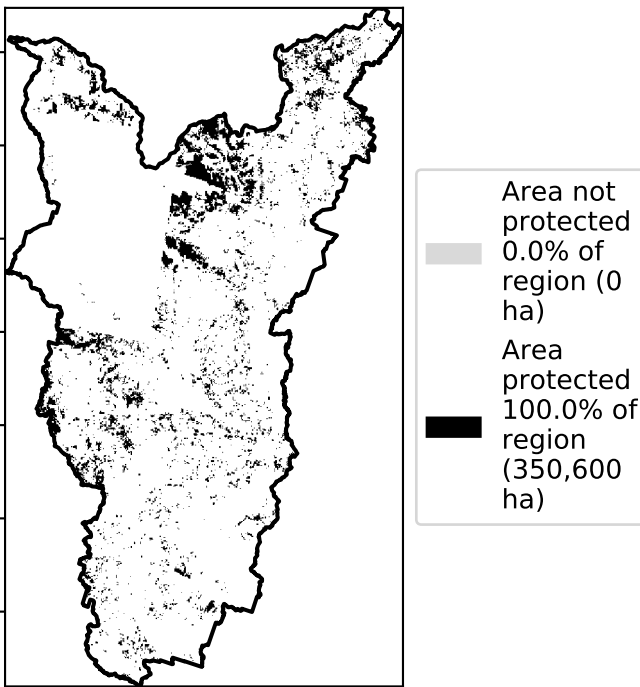 Area not
protected
0.0% of
region (0
ha)
Area
protected
100.0% of
region
(350,600
ha)